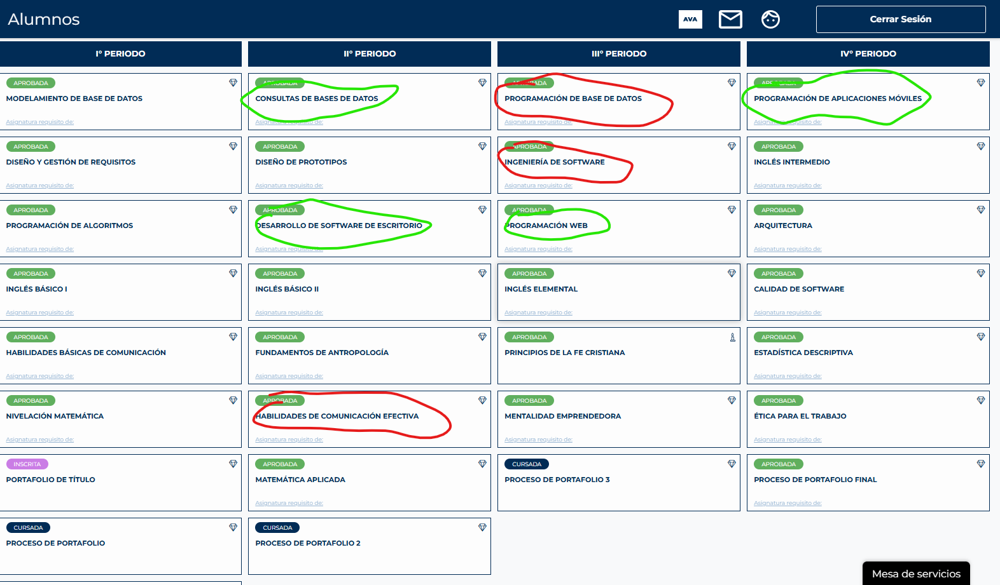 Alumnos
AVA
Cerrar Sesión
I° PERIODO
II° PERIODO
III° PERIODO
IV° PERIODO
APROBADA
MODELAMIENTO DE BASE DE DATOS
Asignatura requisito de:
APROBADA
CONSULTAS DE BASES DE DATOS
Asignatura requisito de:
APROBADA
PROGRAMACIÓN DE BASE DE DATOS
Asignatura requisito de:
APROBADA
PROGRAMACIÓN DE APLICACIONES MÓVILES
Asignatura requisito de:
APROBADA
DISEÑO Y GESTIÓN DE REQUISITOS
Asignatura requisito de:
APROBADA
DISEÑO DE PROTOTIPOS
Asignatura requisito de:
APROBADA
INGENIERÍA DE SOFTWARE
Asignatura requisito de:
APROBADA
INGLÉS INTERMEDIO
Asignatura requisito de:
APROBADA
PROGRAMACIÓN DE ALGORITMOS
Asignatura requisito de:
APROBADA
DESARROLLO DE SOFTWARE DE ESCRITORIO
Asignatura requisito de:
APROBADA
PROGRAMACIÓN WEB
Asignatura requisito de:
APROBADA
ARQUITECTURA
Asignatura requisito de:
APROBADA
INGLÉS BÁSICO I
Asignatura requisito de:
APROBADA
INGLÉS BÁSICO II
Asignatura requisito de:
APROBADA
INGLÉS ELEMENTAL
Asignatura requisito de:
APROBADA
CALIDAD DE SOFTWARE
Asignatura requisito de:
APROBADA
HABILIDADES BÁSICAS DE COMUNICACIÓN
Asignatura requisito de:
APROBADA
FUNDAMENTOS DE ANTROPOLOGÍA
Asignatura requisito de:
APROBADA
PRINCIPIOS DE LA FE CRISTIANA
APROBADA
ESTADÍSTICA DESCRIPTIVA
Asignatura requisito de:
APROBADA
NIVELACIÓN MATEMÁTICA
Asignatura requisito de:
APROBADA
HABILIDADES DE COMUNICACIÓN EFECTIVA
Asignatura requisito de:
APROBADA
MENTALIDAD EMPRENDEDORA
Asignatura requisito de:
APROBADA
ÉTICA PARA EL TRABAJO
Asignatura requisito de:
INSCRITA
PORTAFOLIO DE TÍTULO
APROBADA
MATEMÁTICA APLICADA
Asignatura requisito de:
CURSADA
PROCESO DE PORTAFOLIO 3
APROBADA
PROCESO DE PORTAFOLIO FINAL
Asignatura requisito de:
CURSADA
PROCESO DE PORTAFOLIO
CURSADA
PROCESO DE PORTAFOLIO 2
Mesa de servicios